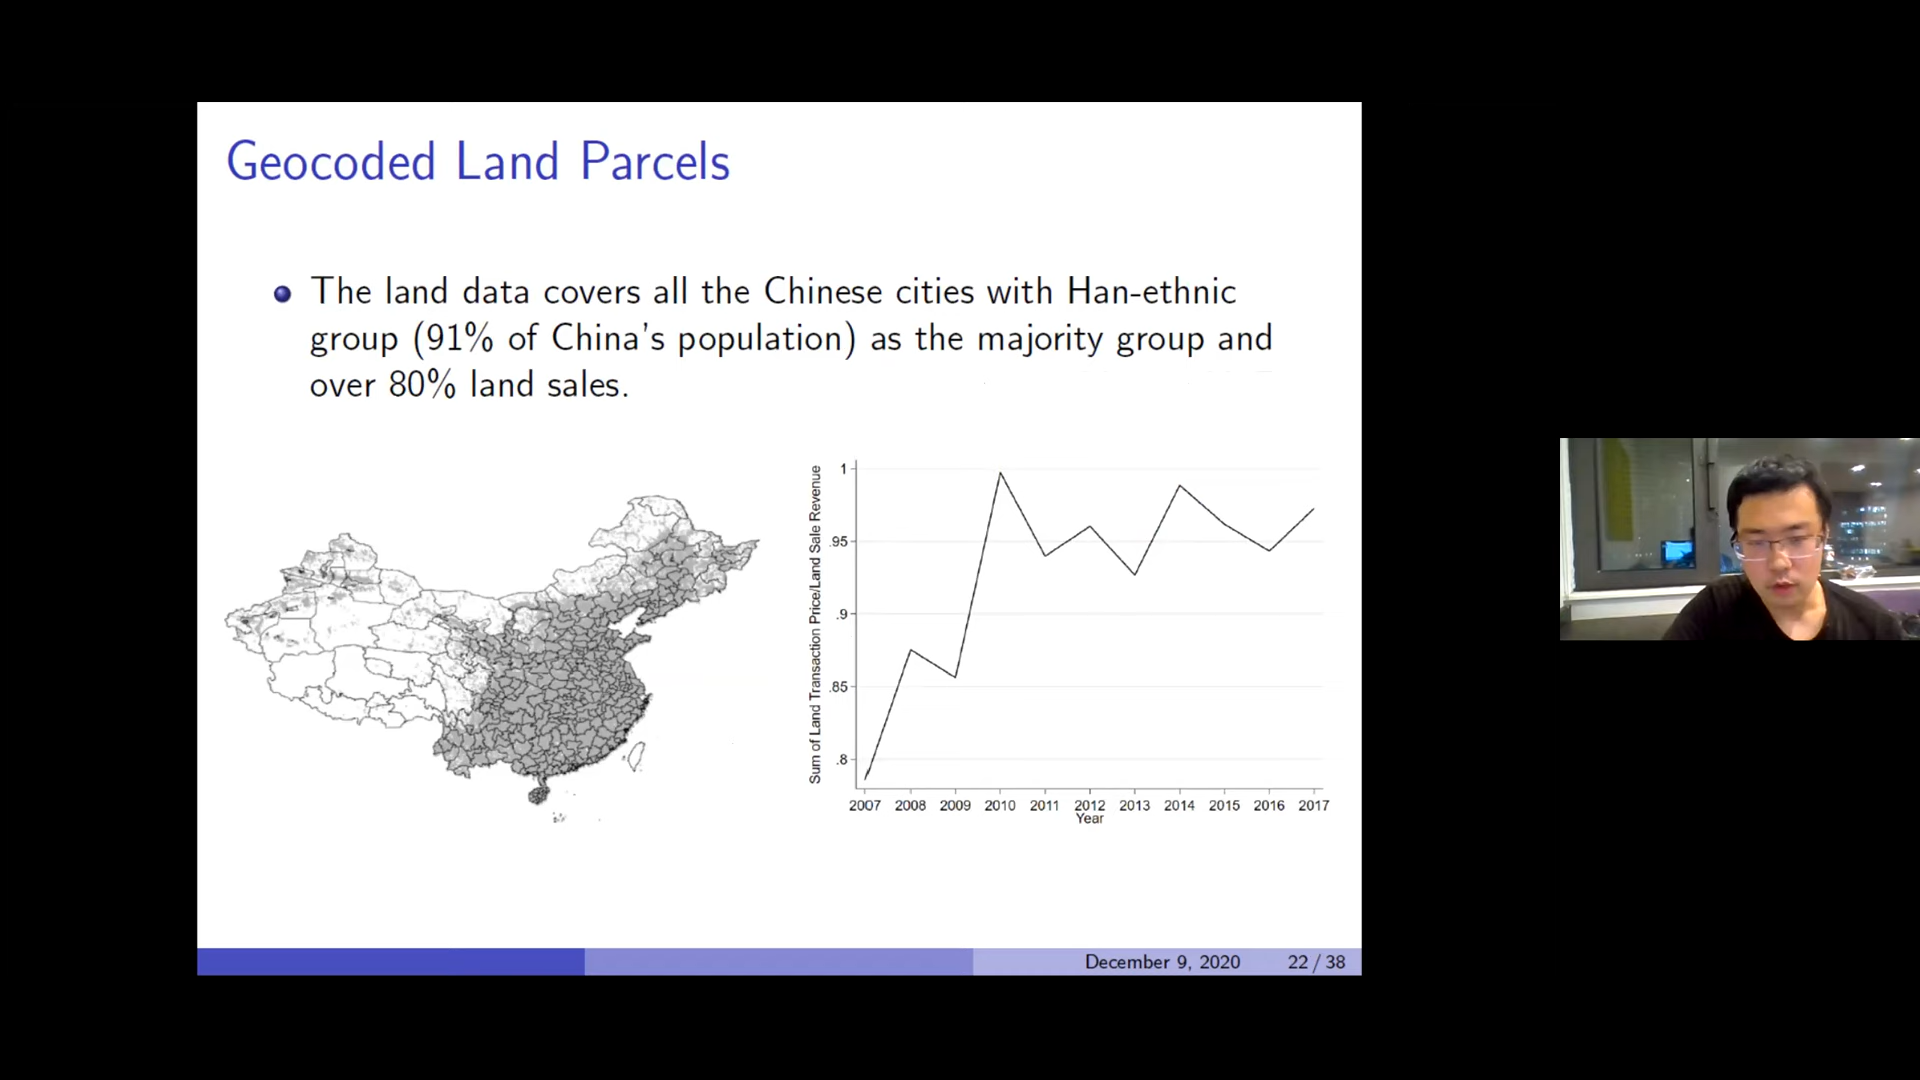 Geocoded Land Parcels
The land data covers all the Chinese cities with Han-ethnic
group (91% of China's population) as the majority group and
over 80% land sales.
Sum of Land Transaction Price/Land Sale Revenue
1
.95
.9
.85
.8
2007 2008 2009 2010 2011 2012 2013 2014 2015 2016 2017
Year
December 9, 2020 22 / 38